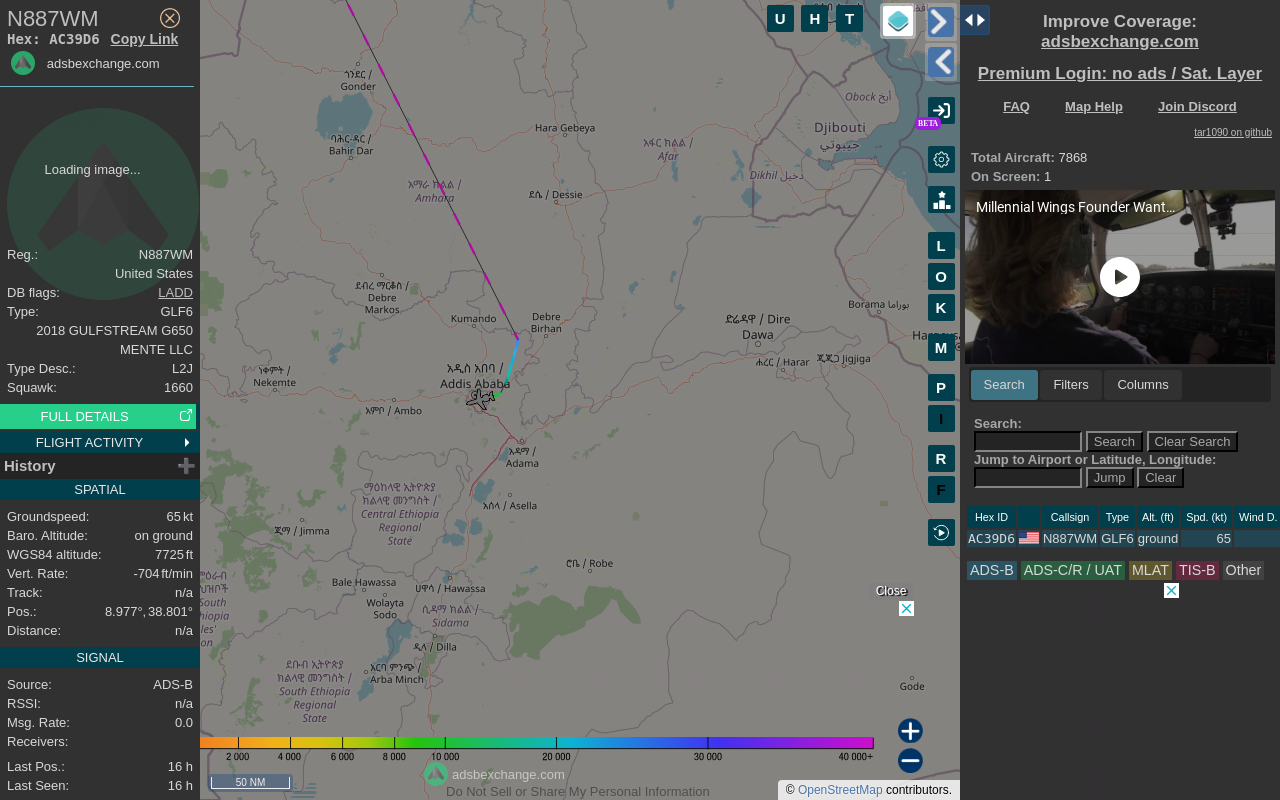 N887WM
Hex: AC39D6 Copy Link
adsbexchange.com
Loading image...
Reg.: N887WM
United States
DB flags: LADD
Type: GLF6
2018 GULFSTREAM G650
MENTE LLC
Type Desc.: L2J
Squawk: 1660
FULL DETAILS
FLIGHT ACTIVITY
History
SPATIAL
Groundspeed: 65 kt
Baro. Altitude: on ground
WGS84 altitude: 7725 ft
Vert. Rate: -704 ft/min
Track: n/a
Pos.: 8.977°, 38.801°
Distance: n/a
SIGNAL
Source: ADS-B
RSSI: n/a
Msg. Rate: 0.0
Receivers:
Last Pos.: 16 h
Last Seen: 16 h
U H T
ጎንደር /
Gonder
ባሕር-ዳር /
Bahir Dar
Hara Gebeya
አፋር ክልል /
Afar
Obock أبخ
Djibouti
جيبوتي
Dikhil دخيل
አማራ ክልል /
Amhara
ደሴ / Dessie
ደብረ ማርቆስ /
Debre
Markos
Kumando
Debre
Birhan
ድሬዳዋ / Dire
Dawa
Borama بوراما
ሐረር / Harar
ጂጂጋ Jigjiga
ነቀምት /
Nekemte
አዲስ አበባ /
Addis Ababa
አምቦ / Ambo
አዳማ /
Adama
ማዕከላዊ ኢትዮጵያ
ክልላዊ መንግስት /
Central Ethiopia
Regional
State
አሰላ / Asella
ጂማ / Jimma
ሮቤ / Robe
Bale Hawassa
ሀዋሳ / Hawassa
Wolayta
Sodo
ሲዳማ ክልል /
Sidama
ዲላ / Dilla
ደቡብ ኢትዮጵያ
ክልላዊ መንግስት /
South Ethiopia
Regional
State
አርባ ምንጭ /
Arba Minch
Gode
BETA
L
O
K
M
P
I
R
F
Close
2 000 4 000 6 000 8 000 10 000 20 000 30 000 40 000+
50 NM
adsbexchange.com
Do Not Sell or Share My Personal Information
© OpenStreetMap contributors.
Improve Coverage:
adsbexchange.com
Premium Login: no ads / Sat. Layer
FAQ Map Help Join Discord
tar1090 on github
Total Aircraft: 7868
On Screen: 1
Millennial Wings Founder Want...
Search Filters Columns
Search:
Search Clear Search
Jump to Airport or Latitude, Longitude:
Jump Clear
Hex ID Callsign Type Alt. (ft) Spd. (kt) Wind D.
AC39D6 N887WM GLF6 ground 65
ADS-B ADS-C/R / UAT MLAT TIS-B Other